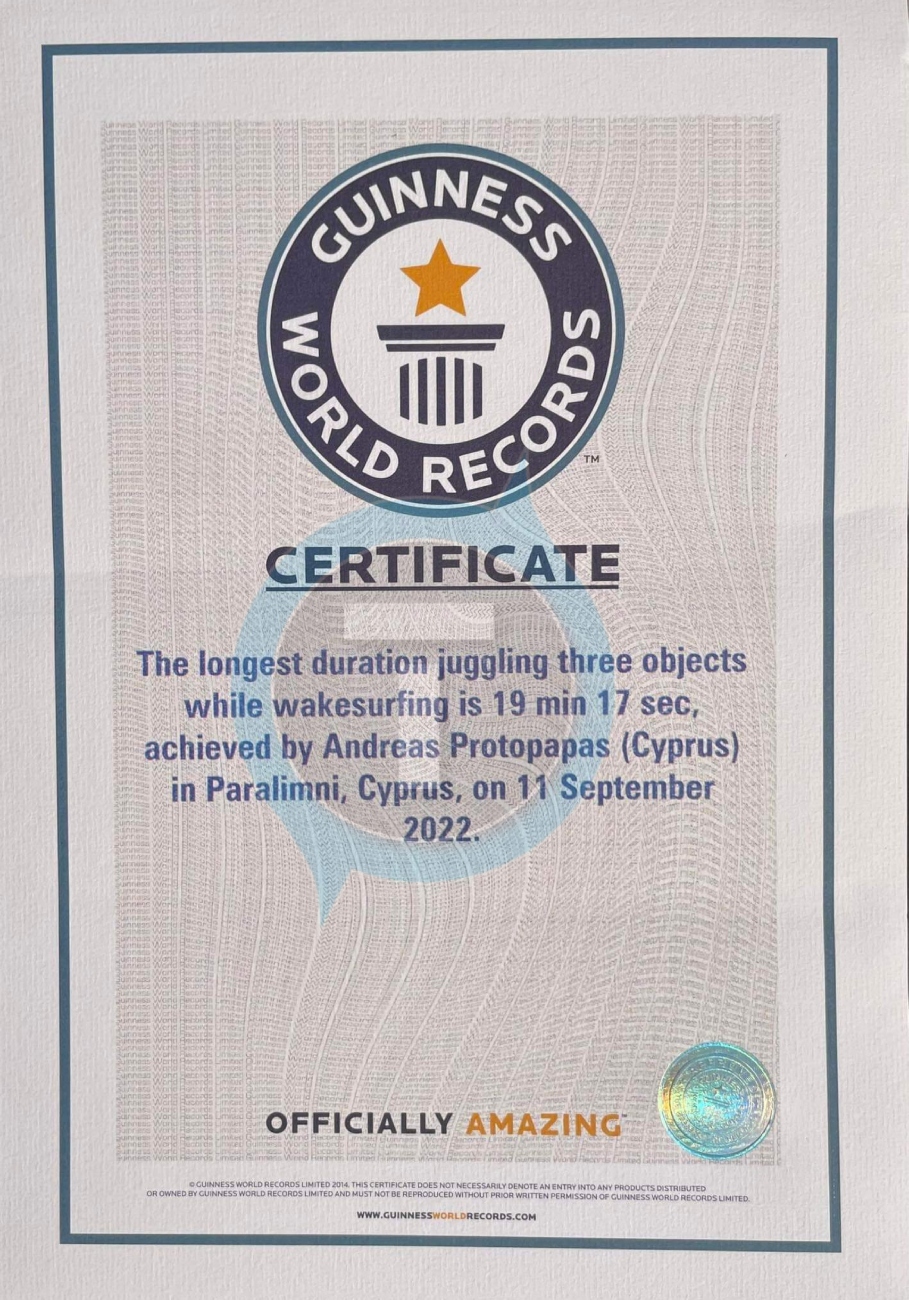 GUINNESS
WORLD RECORDS
TM
CERTIFICATE
The longest duration juggling three objects
while wakesurfing is 19 min 17 sec,
achieved by Andreas Protopapas (Cyprus)
in Paralimni, Cyprus, on 11 September
2022.
OFFICIALLY AMAZING
© GUINNESS WORLD RECORDS LIMITED 2014. THIS CERTIFICATE DOES NOT NECESSARILY DENOTE AN ENTRY INTO ANY PRODUCTS DISTRIBUTED
OR OWNED BY GUINNESS WORLD RECORDS LIMITED AND MUST NOT BE REPRODUCED WITHOUT PRIOR WRITTEN PERMISSION OF GUINNESS WORLD RECORDS LIMITED.
WWW.GUINNESSWORLDRECORDS.COM